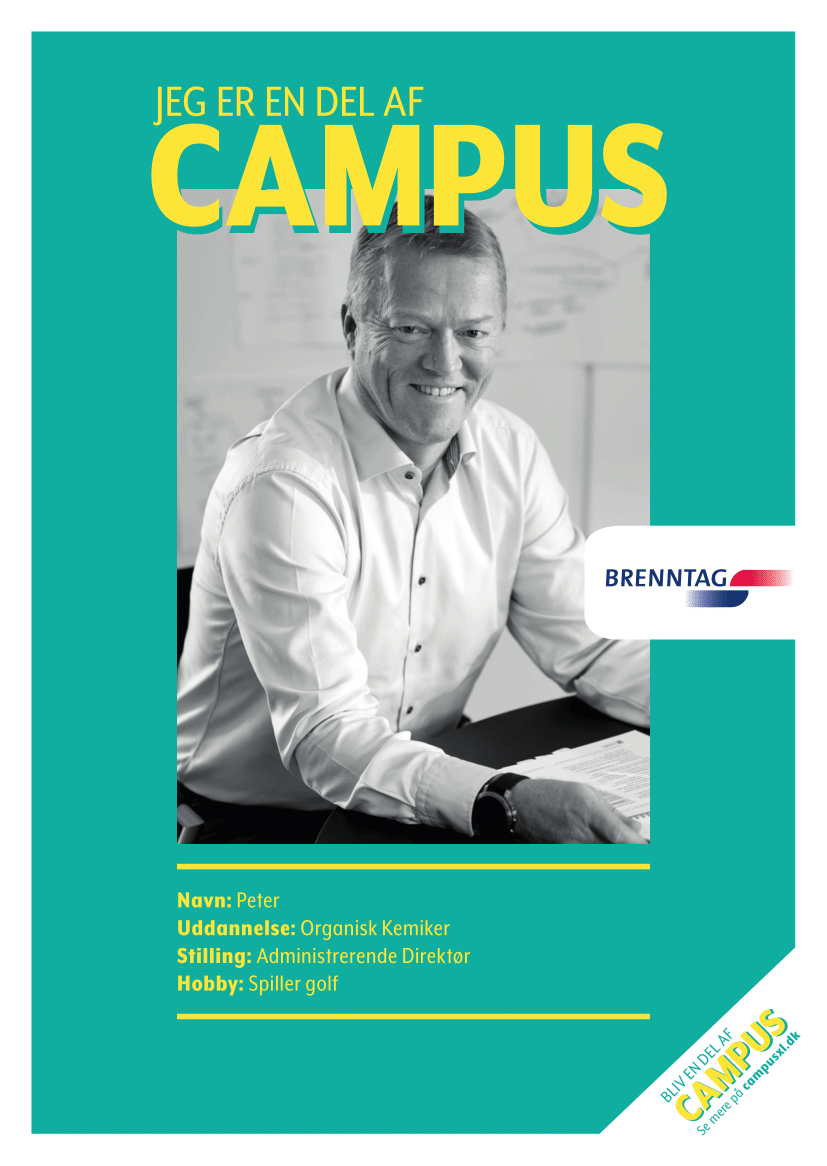 JEG ER EN DEL AF
CAMPUS
BRENNTAG
Navn: Peter
Uddannelse: Organisk Kemiker
Stilling: Administrerende Direktør
Hobby: Spiller golf
BLIV EN DEL AF
CAMPUS
Se mere på campusxl.dk